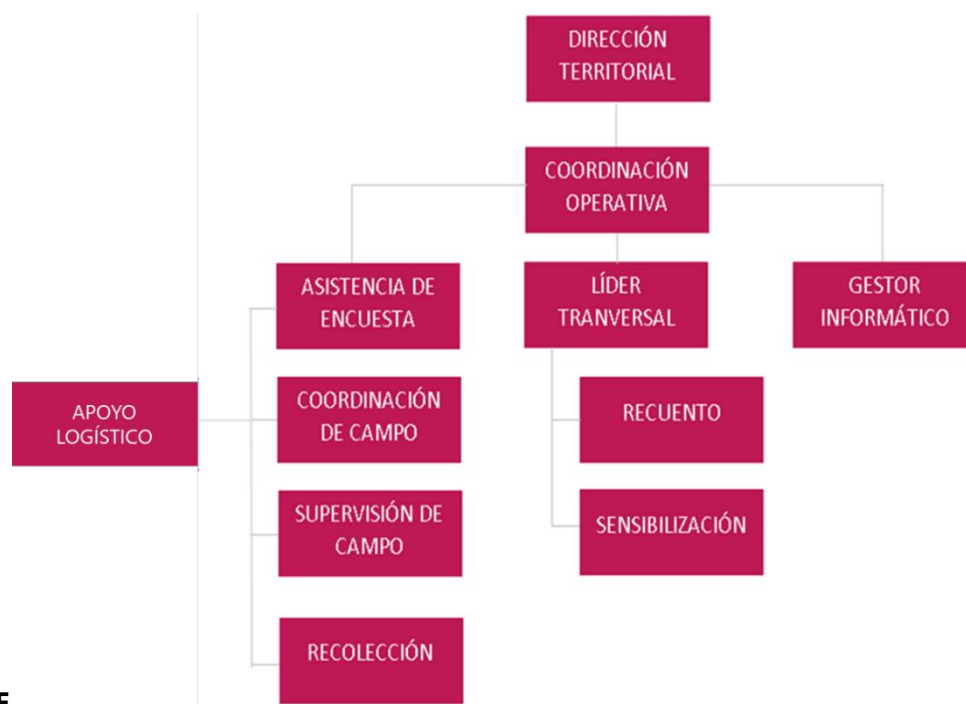 DIRECCIÓN
TERRITORIAL
COORDINACIÓN
OPERATIVA
ASISTENCIA DE
ENCUESTA
LÍDER
TRANVERSAL
GESTOR
INFORMÁTICO
APOYO
LOGÍSTICO
COORDINACIÓN
DE CAMPO
RECUENTO
SUPERVISIÓN DE
CAMPO
SENSIBILIZACIÓN
RECOLECCIÓN